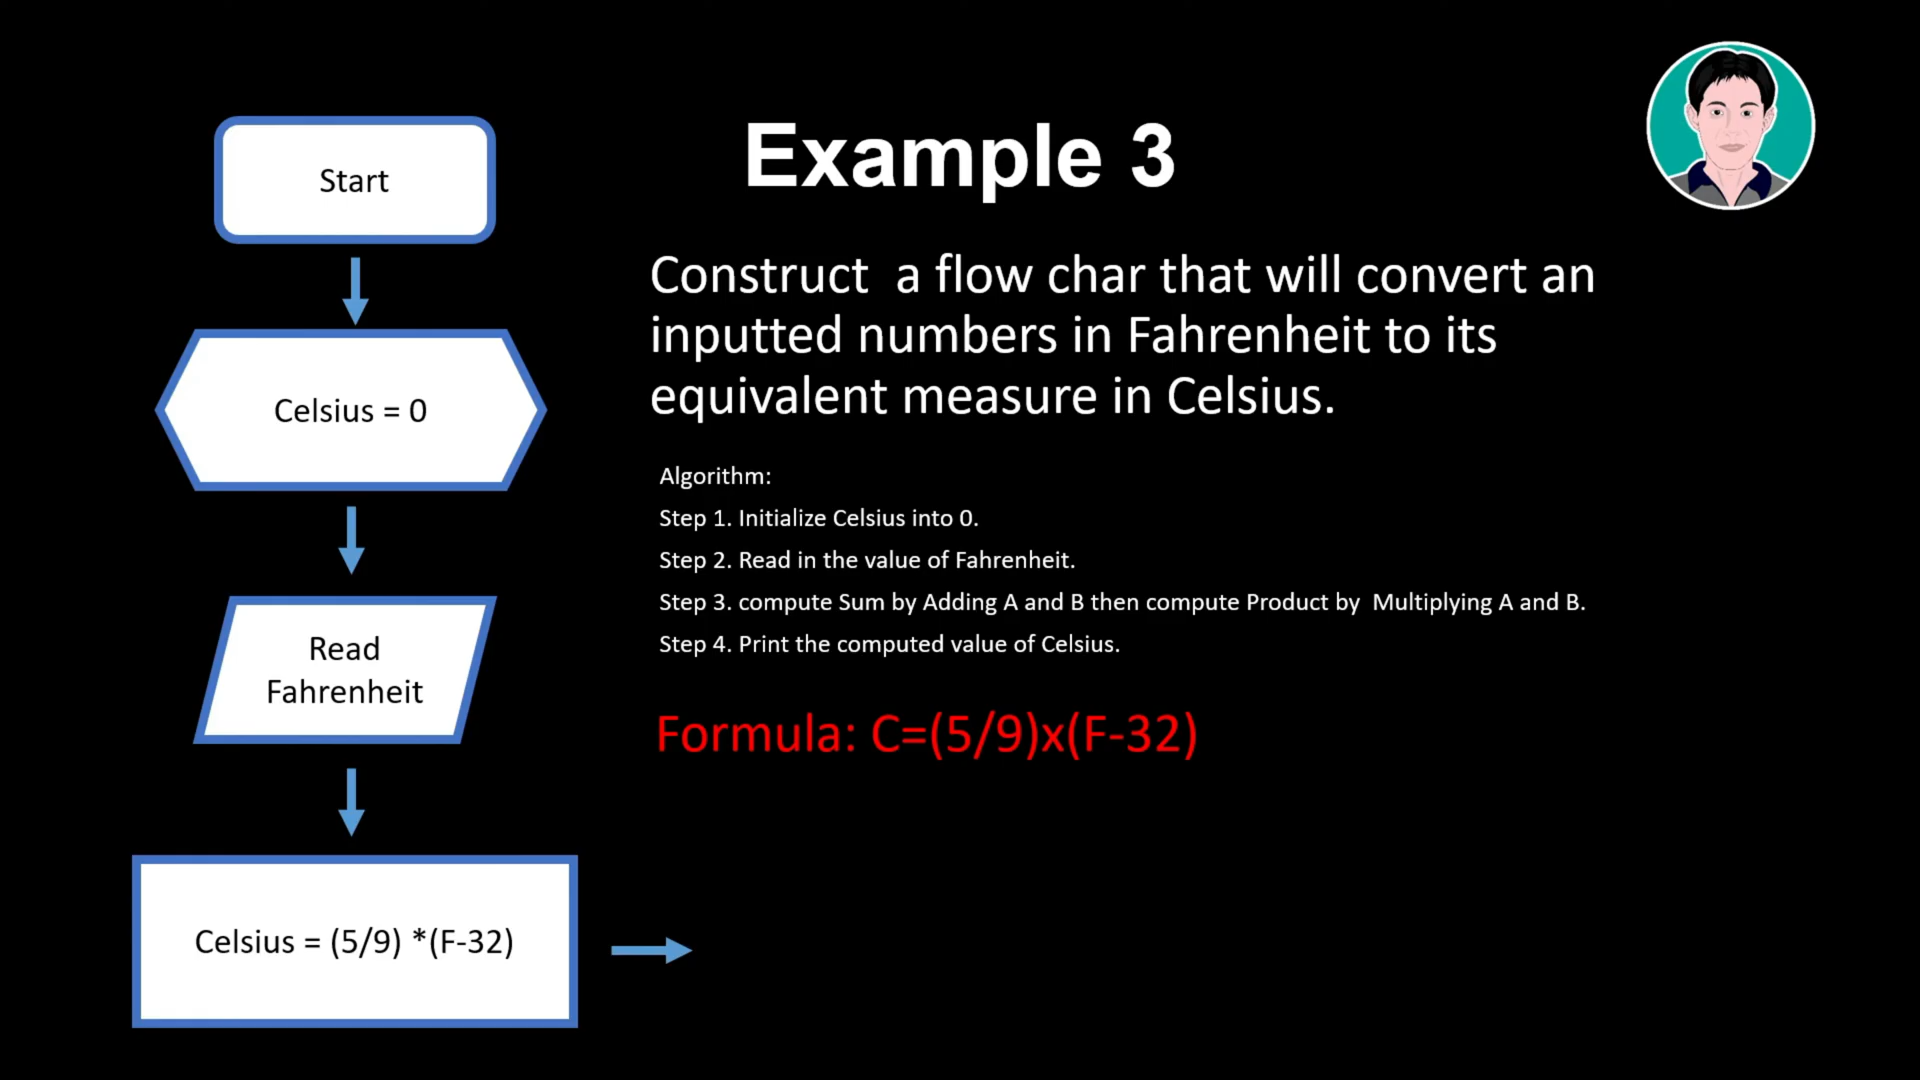 Example 3
Start
Construct  a flow char that will convert an
inputted numbers in Fahrenheit to its
equivalent measure in Celsius.
Celsius = 0
Algorithm:
Step 1. Initialize Celsius into 0.
Step 2. Read in the value of Fahrenheit.
Step 3. compute Sum by Adding A and B then compute Product by  Multiplying A and B.
Step 4. Print the computed value of Celsius.
Read
Fahrenheit
Formula: C=(5/9)x(F-32)
Celsius = (5/9) *(F-32)